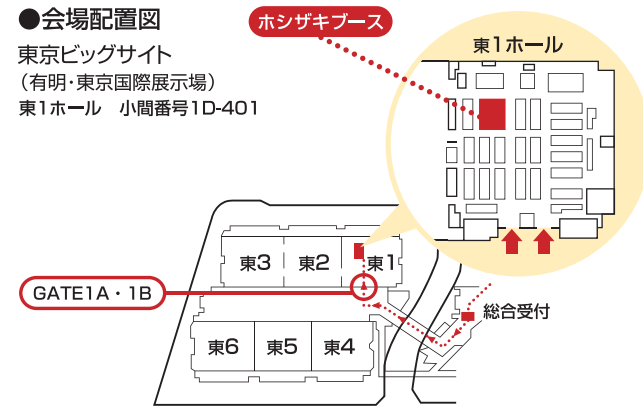 ●会場配置図
東京ビッグサイト
（有明・東京国際展示場）
東1ホール　小間番号1D-401
ホシザキブース
東1ホール
東3
東2
東1
GATE1A・1B
総合受付
東6
東5
東4